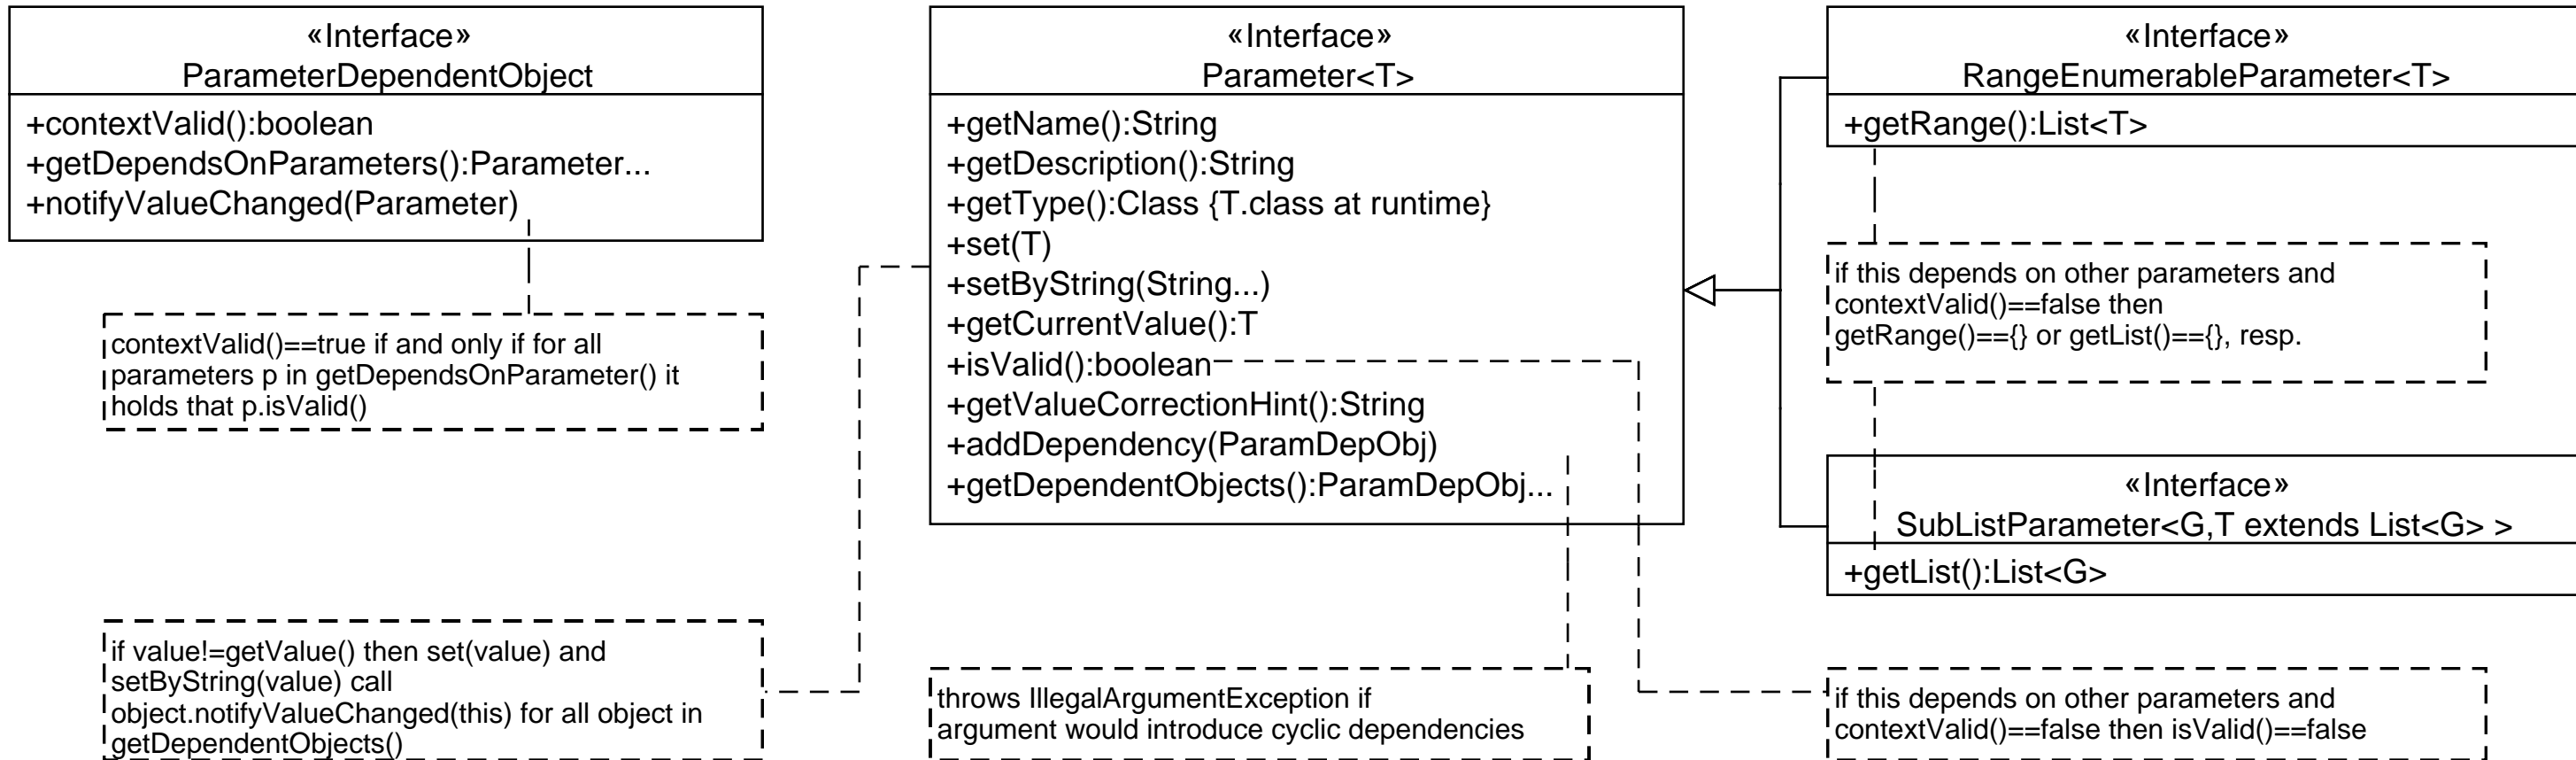 «Interface»
ParameterDependentObject
+contextValid():boolean
+getDependsOnParameters():Parameter...
+notifyValueChanged(Parameter)
contextValid()==true if and only if for all
parameters p in getDependsOnParameter() it
holds that p.isValid()
if value!=getValue() then set(value) and
setByString(value) call
object.notifyValueChanged(this) for all object in
getDependentObjects()
«Interface»
Parameter<T>
+getName():String
+getDescription():String
+getType():Class {T.class at runtime}
+set(T)
+setByString(String...)
+getCurrentValue():T
+isValid():boolean
+getValueCorrectionHint():String
+addDependency(ParamDepObj)
+getDependentObjects():ParamDepObj...
throws IllegalArgumentException if
argument would introduce cyclic dependencies
«Interface»
RangeEnumerableParameter<T>
+getRange():List<T>
if this depends on other parameters and
contextValid()==false then
getRange()=={} or getList()=={}, resp.
«Interface»
SubListParameter<G,T extends List<G> >
+getList():List<G>
if this depends on other parameters and
contextValid()==false then isValid()==false